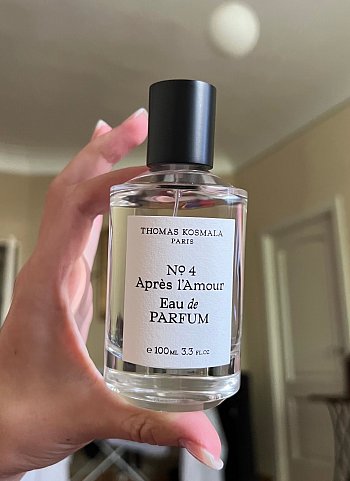 THOMAS KOSMALA
PARIS
№ 4
Après l'Amour
Eau de
PARFUM
e 100ML 3.3 FL.OZ